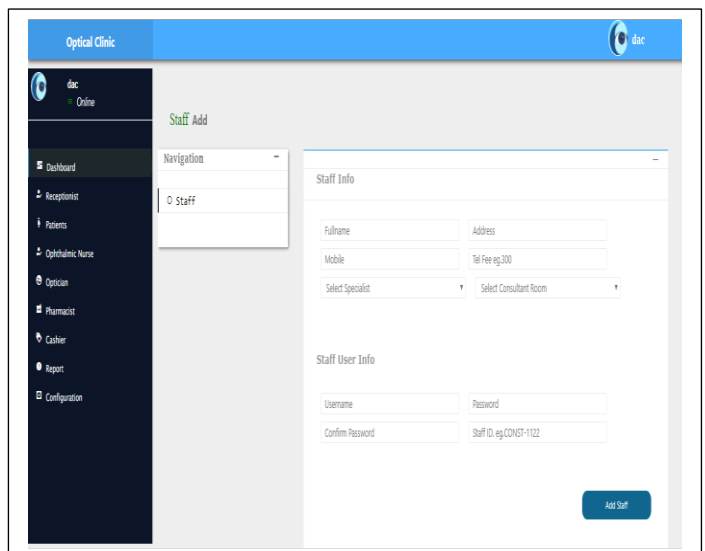 Optical Clinic
dac
dac
Online
Staff Add
Dashboard
Receptionist
Patients
Ophthalmic Nurse
Optician
Pharmacist
Cashier
Report
Configuration
Navigation
Staff
Staff Info
Fullname Address
Mobile Tel Fee eg.300
Select Specialist Select Consultant Room
Staff User Info
Username Password
Confirm Password Staff ID. eg.CONST-1122
Add Staff